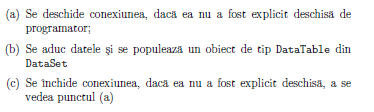 (a) Se deschide conexiunea, dacă ea nu a fost explicit deschisă de
programator;
(b) Se aduc datele şi se populează un obiect de tip DataTable din
DataSet
(c) Se închide conexiunea, dacă ea nu a fost explicit deschisă, a se
vedea punctul (a)